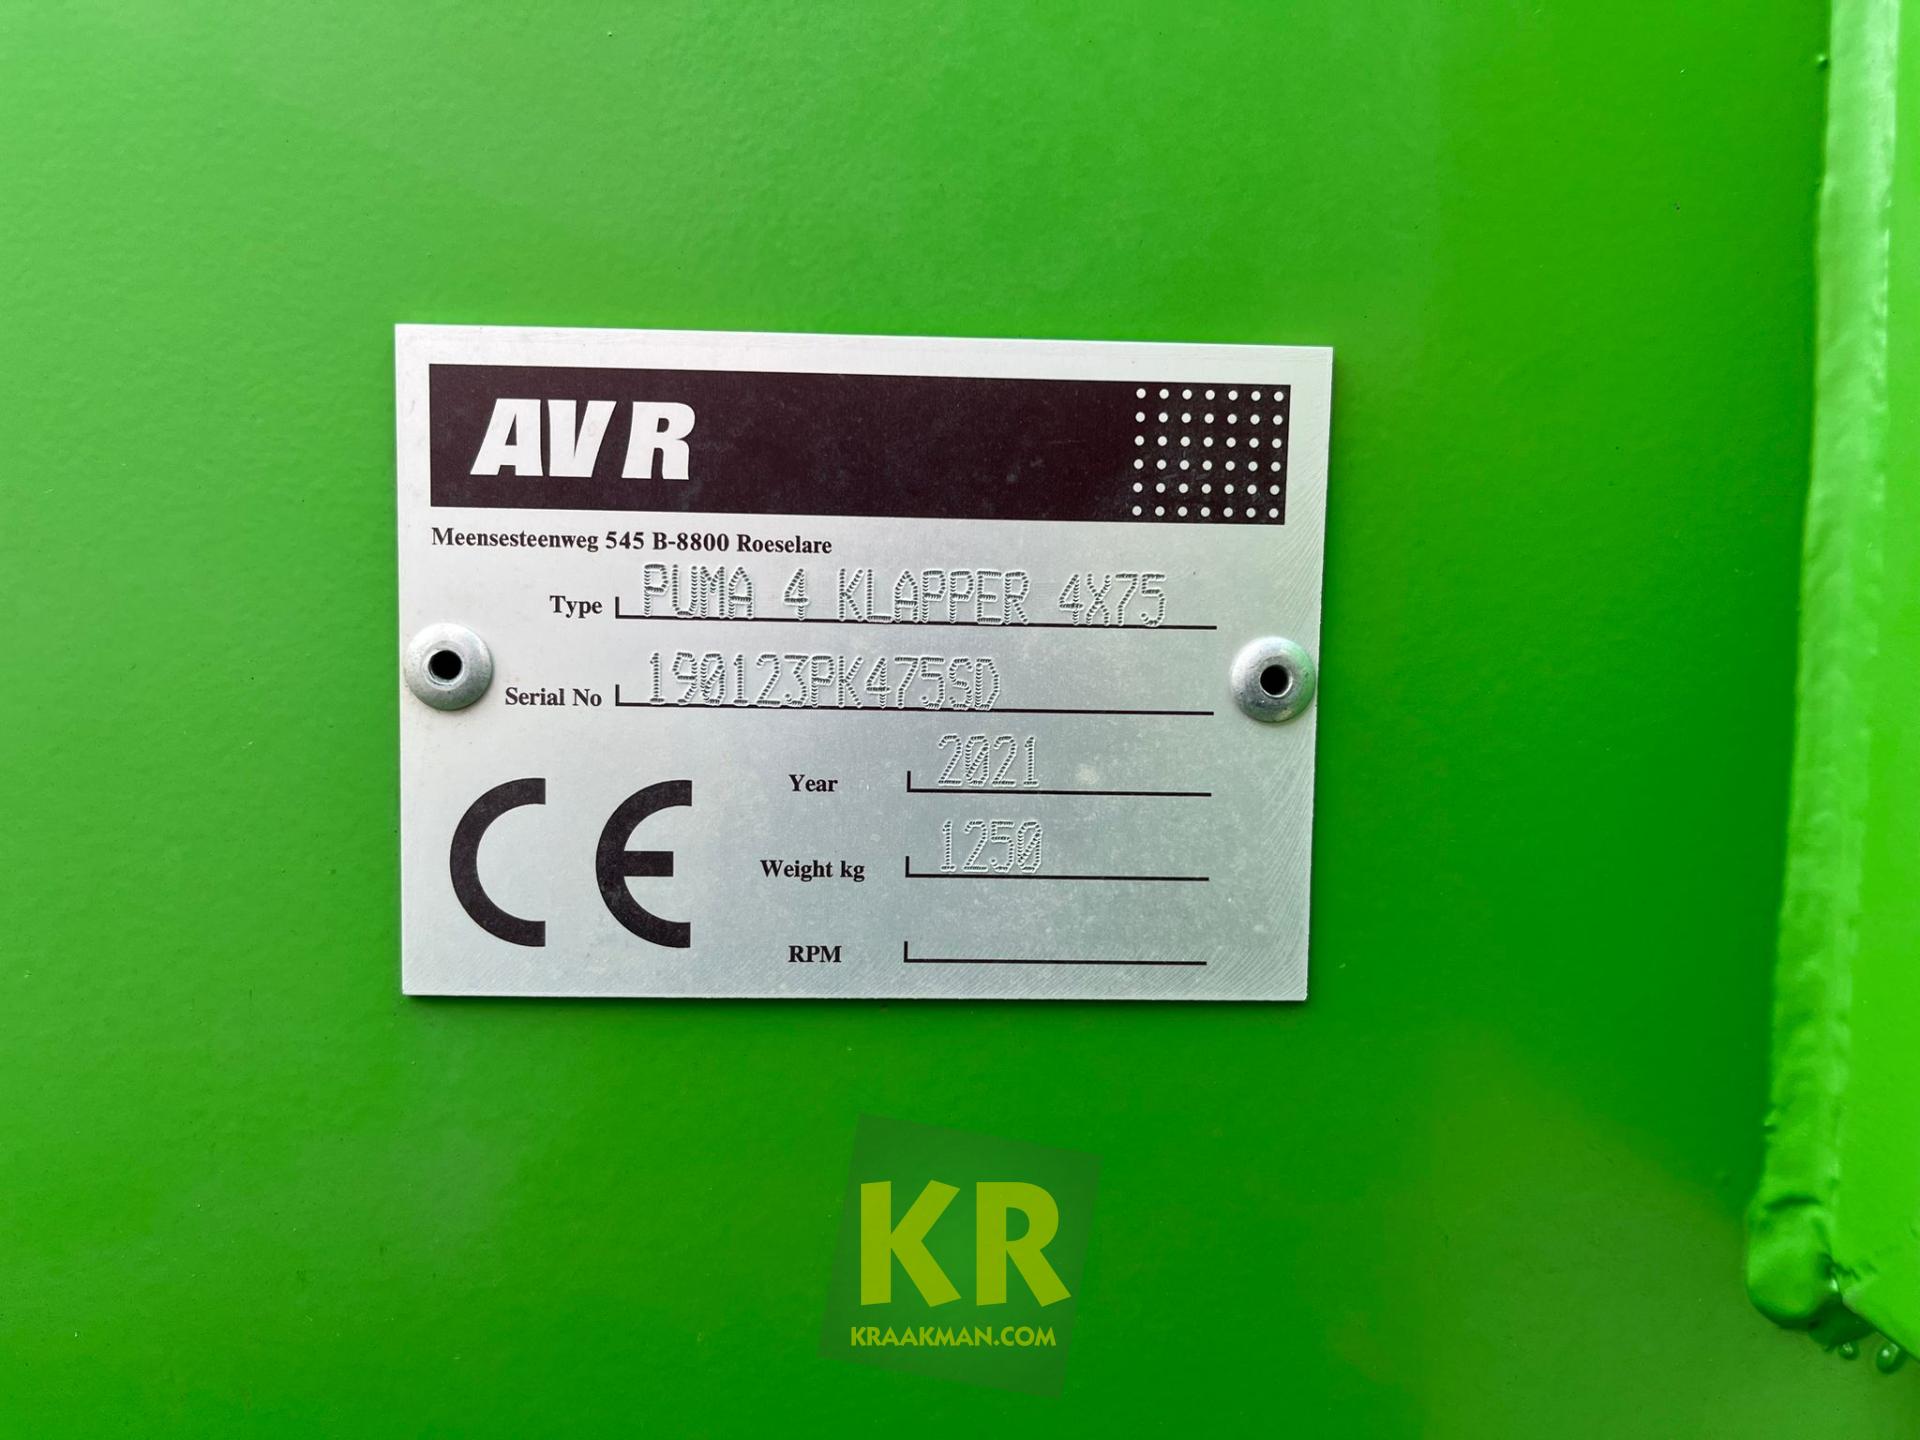 AVR
Meensesteenweg 545 B-8800 Roeselare
Type PUMA 4 KLAPPER 4X75
Serial No 190123PK475SD
Year 2021
CE
Weight kg 1250
RPM
KR
KRAAKMAN.COM